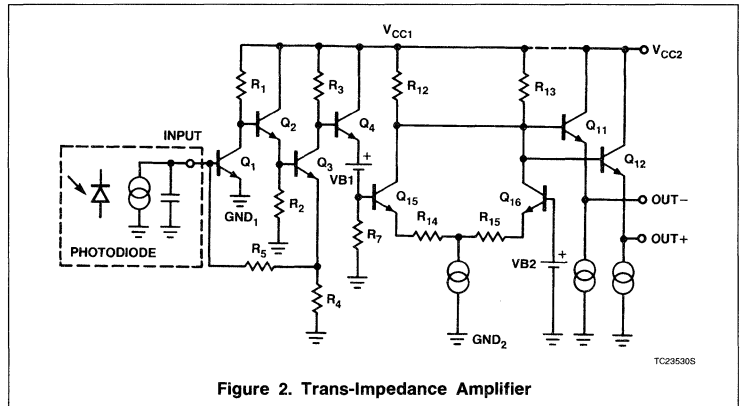 VCC1
VCC2
R1
R3
R12
R13
Q2
Q4
Q11
INPUT
Q1
Q3
Q12
VB1
+
Q15
Q16
GND1
R2
OUT−
R14
R15
R7
PHOTODIODE
R5
VB2
+
OUT+
R4
GND2
TC23530S
Figure 2. Trans-Impedance Amplifier